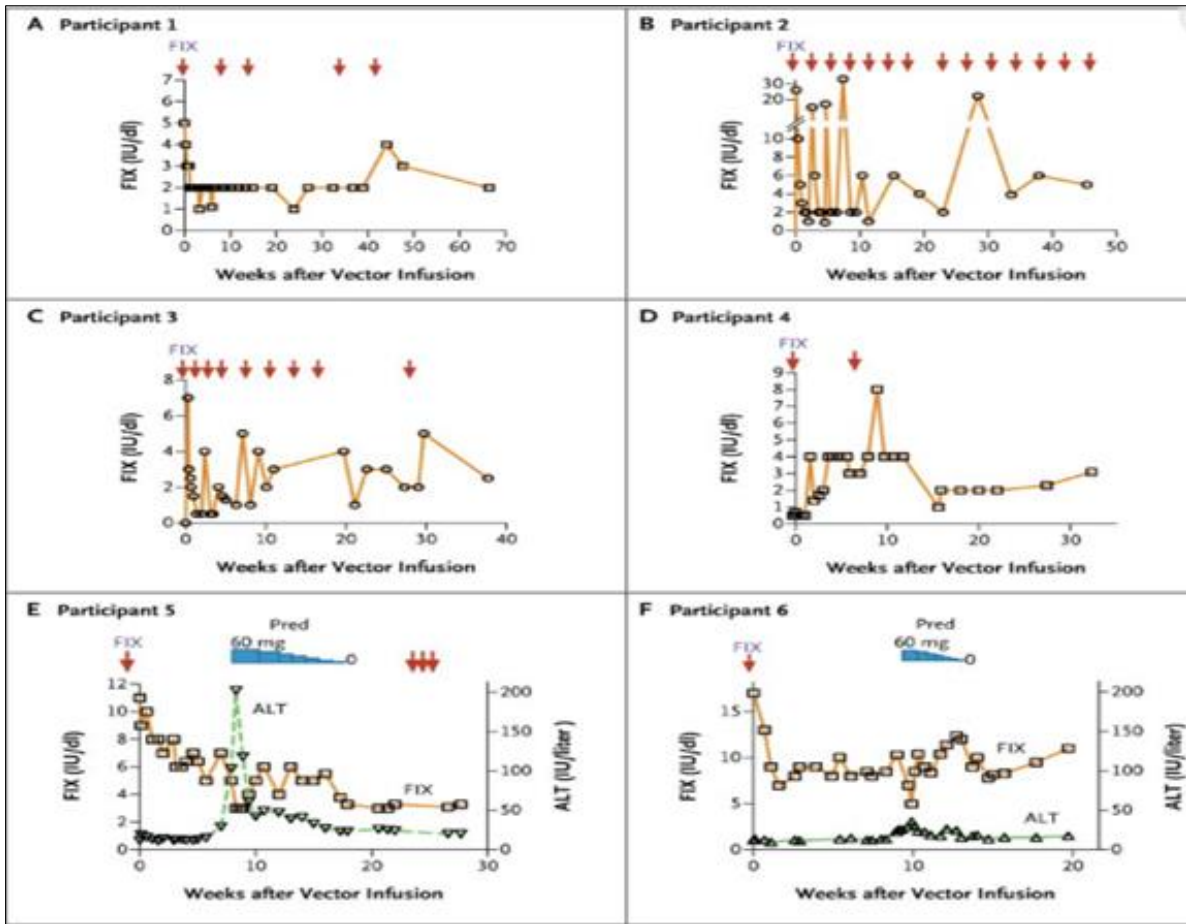 A Participant 1
FIX
7
6
5
4
3
2
1
0
FIX (IU/dl)
0 10 20 30 40 50 60 70
Weeks after Vector Infusion
B Participant 2
FIX
30
20
10
8
6
4
2
0
FIX (IU/dl)
0 10 20 30 40 50
Weeks after Vector Infusion
C Participant 3
FIX
8
6
4
2
0
FIX (IU/dl)
0 10 20 30 40
Weeks after Vector Infusion
D Participant 4
FIX
9
8
7
6
5
4
3
2
1
0
FIX (IU/dl)
0 10 20 30
Weeks after Vector Infusion
E Participant 5
Pred
FIX
60 mg
0
12
10
8
6
4
2
0
FIX (IU/dl)
ALT
FIX
200
150
100
50
0
ALT (IU/liter)
0 10 20 30
Weeks after Vector Infusion
F Participant 6
Pred
FIX
60 mg
0
15
10
5
0
FIX (IU/dl)
FIX
ALT
200
150
100
50
0
ALT (IU/liter)
0 10 20
Weeks after Vector Infusion